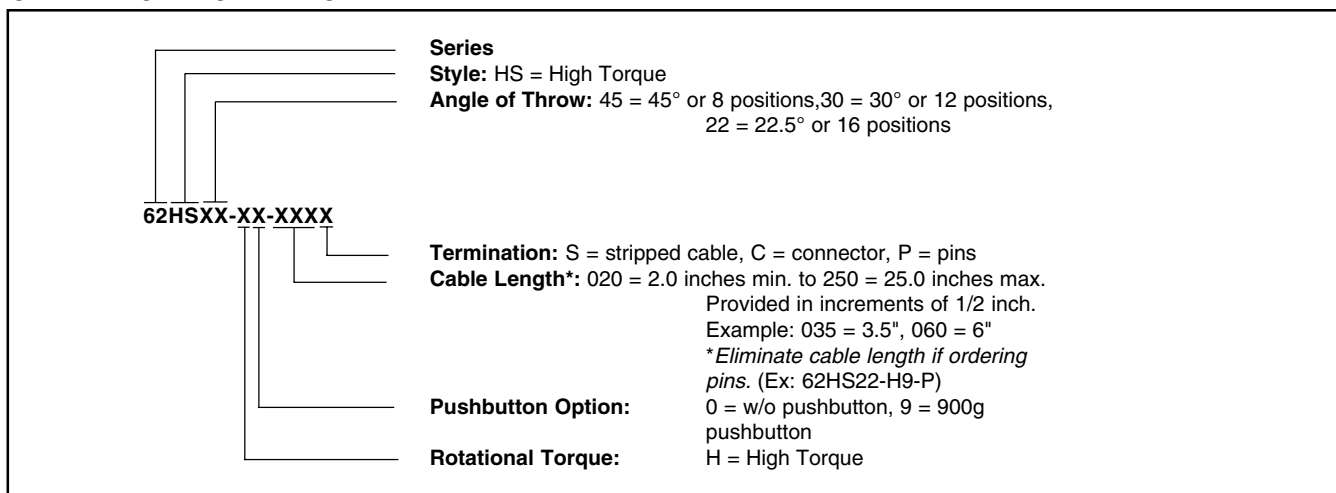 Series
Style: HS = High Torque
Angle of Throw: 45 = 45° or 8 positions,30 = 30° or 12 positions,
22 = 22.5° or 16 positions
62HSXX-XX-XXXX
Termination: S = stripped cable, C = connector, P = pins
Cable Length*: 020 = 2.0 inches min. to 250 = 25.0 inches max.
Provided in increments of 1/2 inch.
Example: 035 = 3.5", 060 = 6"
*Eliminate cable length if ordering
pins. (Ex: 62HS22-H9-P)
Pushbutton Option: 0 = w/o pushbutton, 9 = 900g
pushbutton
Rotational Torque: H = High Torque